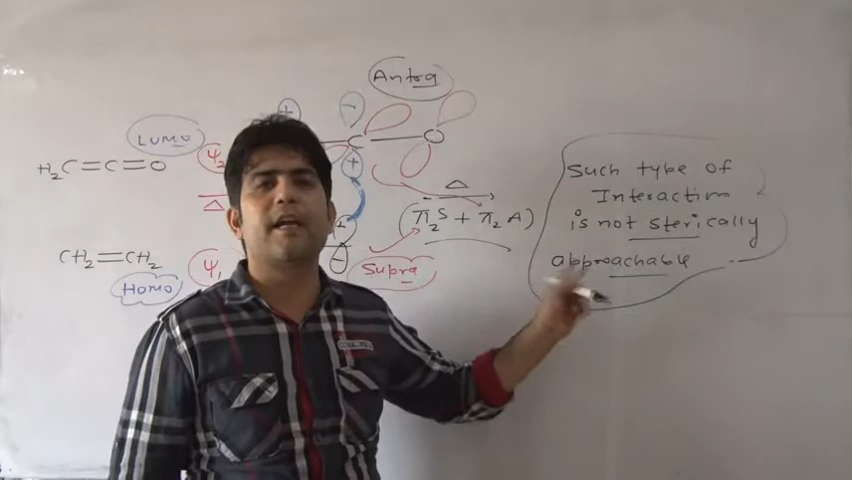 Antra
+
-
LUMO
H₂C=C=O
Ψ₂
C
O
+
Δ
Δ
(π₂S + π₂A)
+
CH₂=CH₂
Ψ₁
Supra
HOMO
Such type of
Interaction
is not sterically
approachable